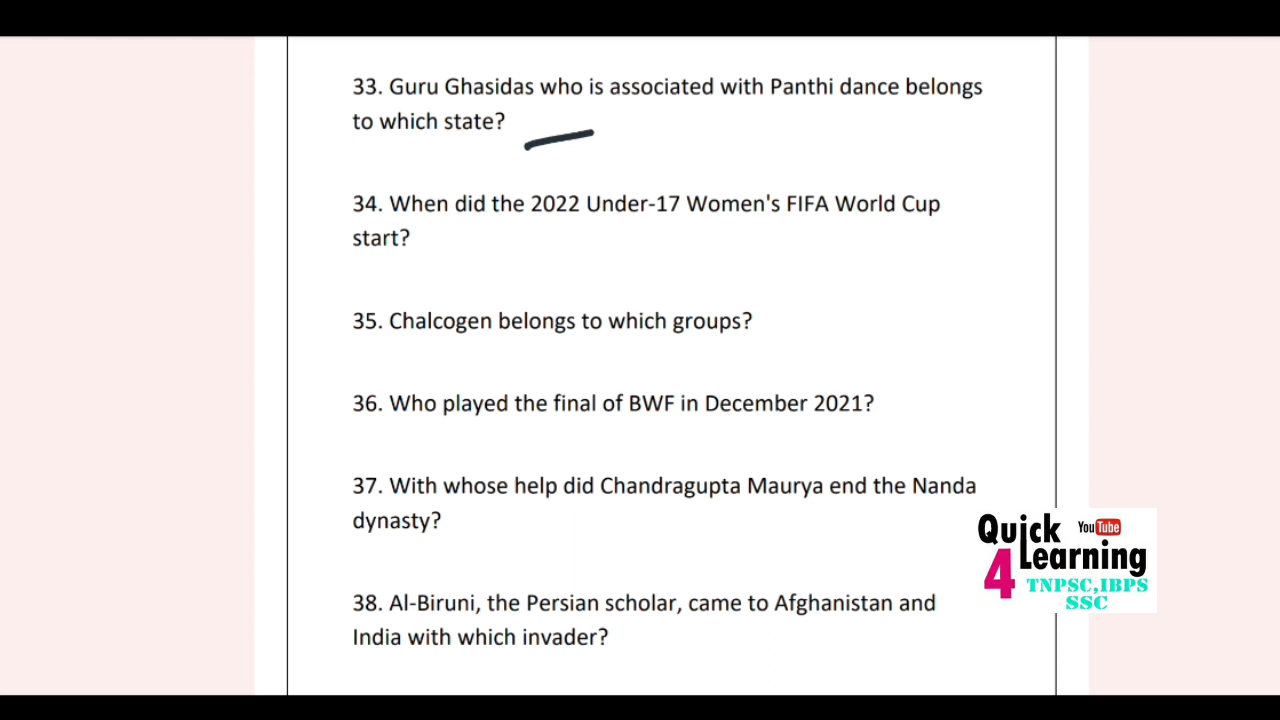 33. Guru Ghasidas who is associated with Panthi dance belongs
to which state?
34. When did the 2022 Under-17 Women's FIFA World Cup
start?
35. Chalcogen belongs to which groups?
36. Who played the final of BWF in December 2021?
37. With whose help did Chandragupta Maurya end the Nanda
dynasty?
38. Al-Biruni, the Persian scholar, came to Afghanistan and
India with which invader?
Quick YouTube
4 Learning
TNPSC,IBPS
SSC